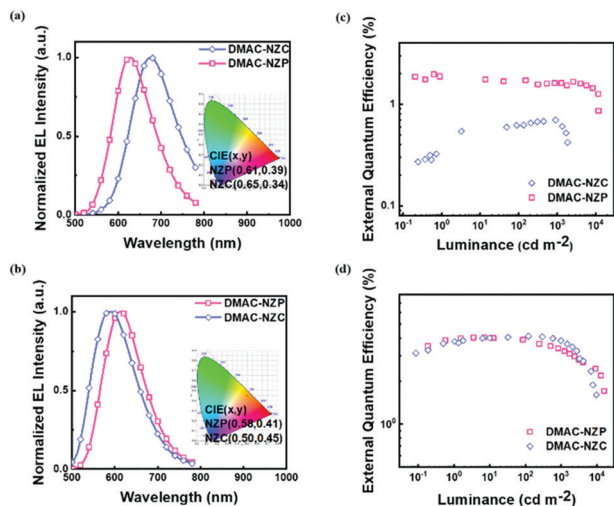 (a)
DMAC-NZC
DMAC-NZP
1.0
0.5
0.0
Normalized EL Intensity (a.u.)
CIE(x,y)
NZP(0.61,0.39)
NZC(0.65,0.34)
500 600 700 800 900 1000
Wavelength (nm)
(c)
External Quantum Efficiency (%)
1
0.1
DMAC-NZC
DMAC-NZP
10-1 100 101 102 103 104
Luminance (cd m-2)
(b)
DMAC-NZP
DMAC-NZC
1.0
0.5
0.0
Normalized EL Intensity (a.u.)
CIE(x,y)
NZP(0.58,0.41)
NZC(0.50,0.45)
500 600 700 800 900 1000
Wavelength (nm)
(d)
External Quantum Efficiency (%)
100
DMAC-NZP
DMAC-NZC
10-1 100 101 102 103 104
Luminance (cd m-2)